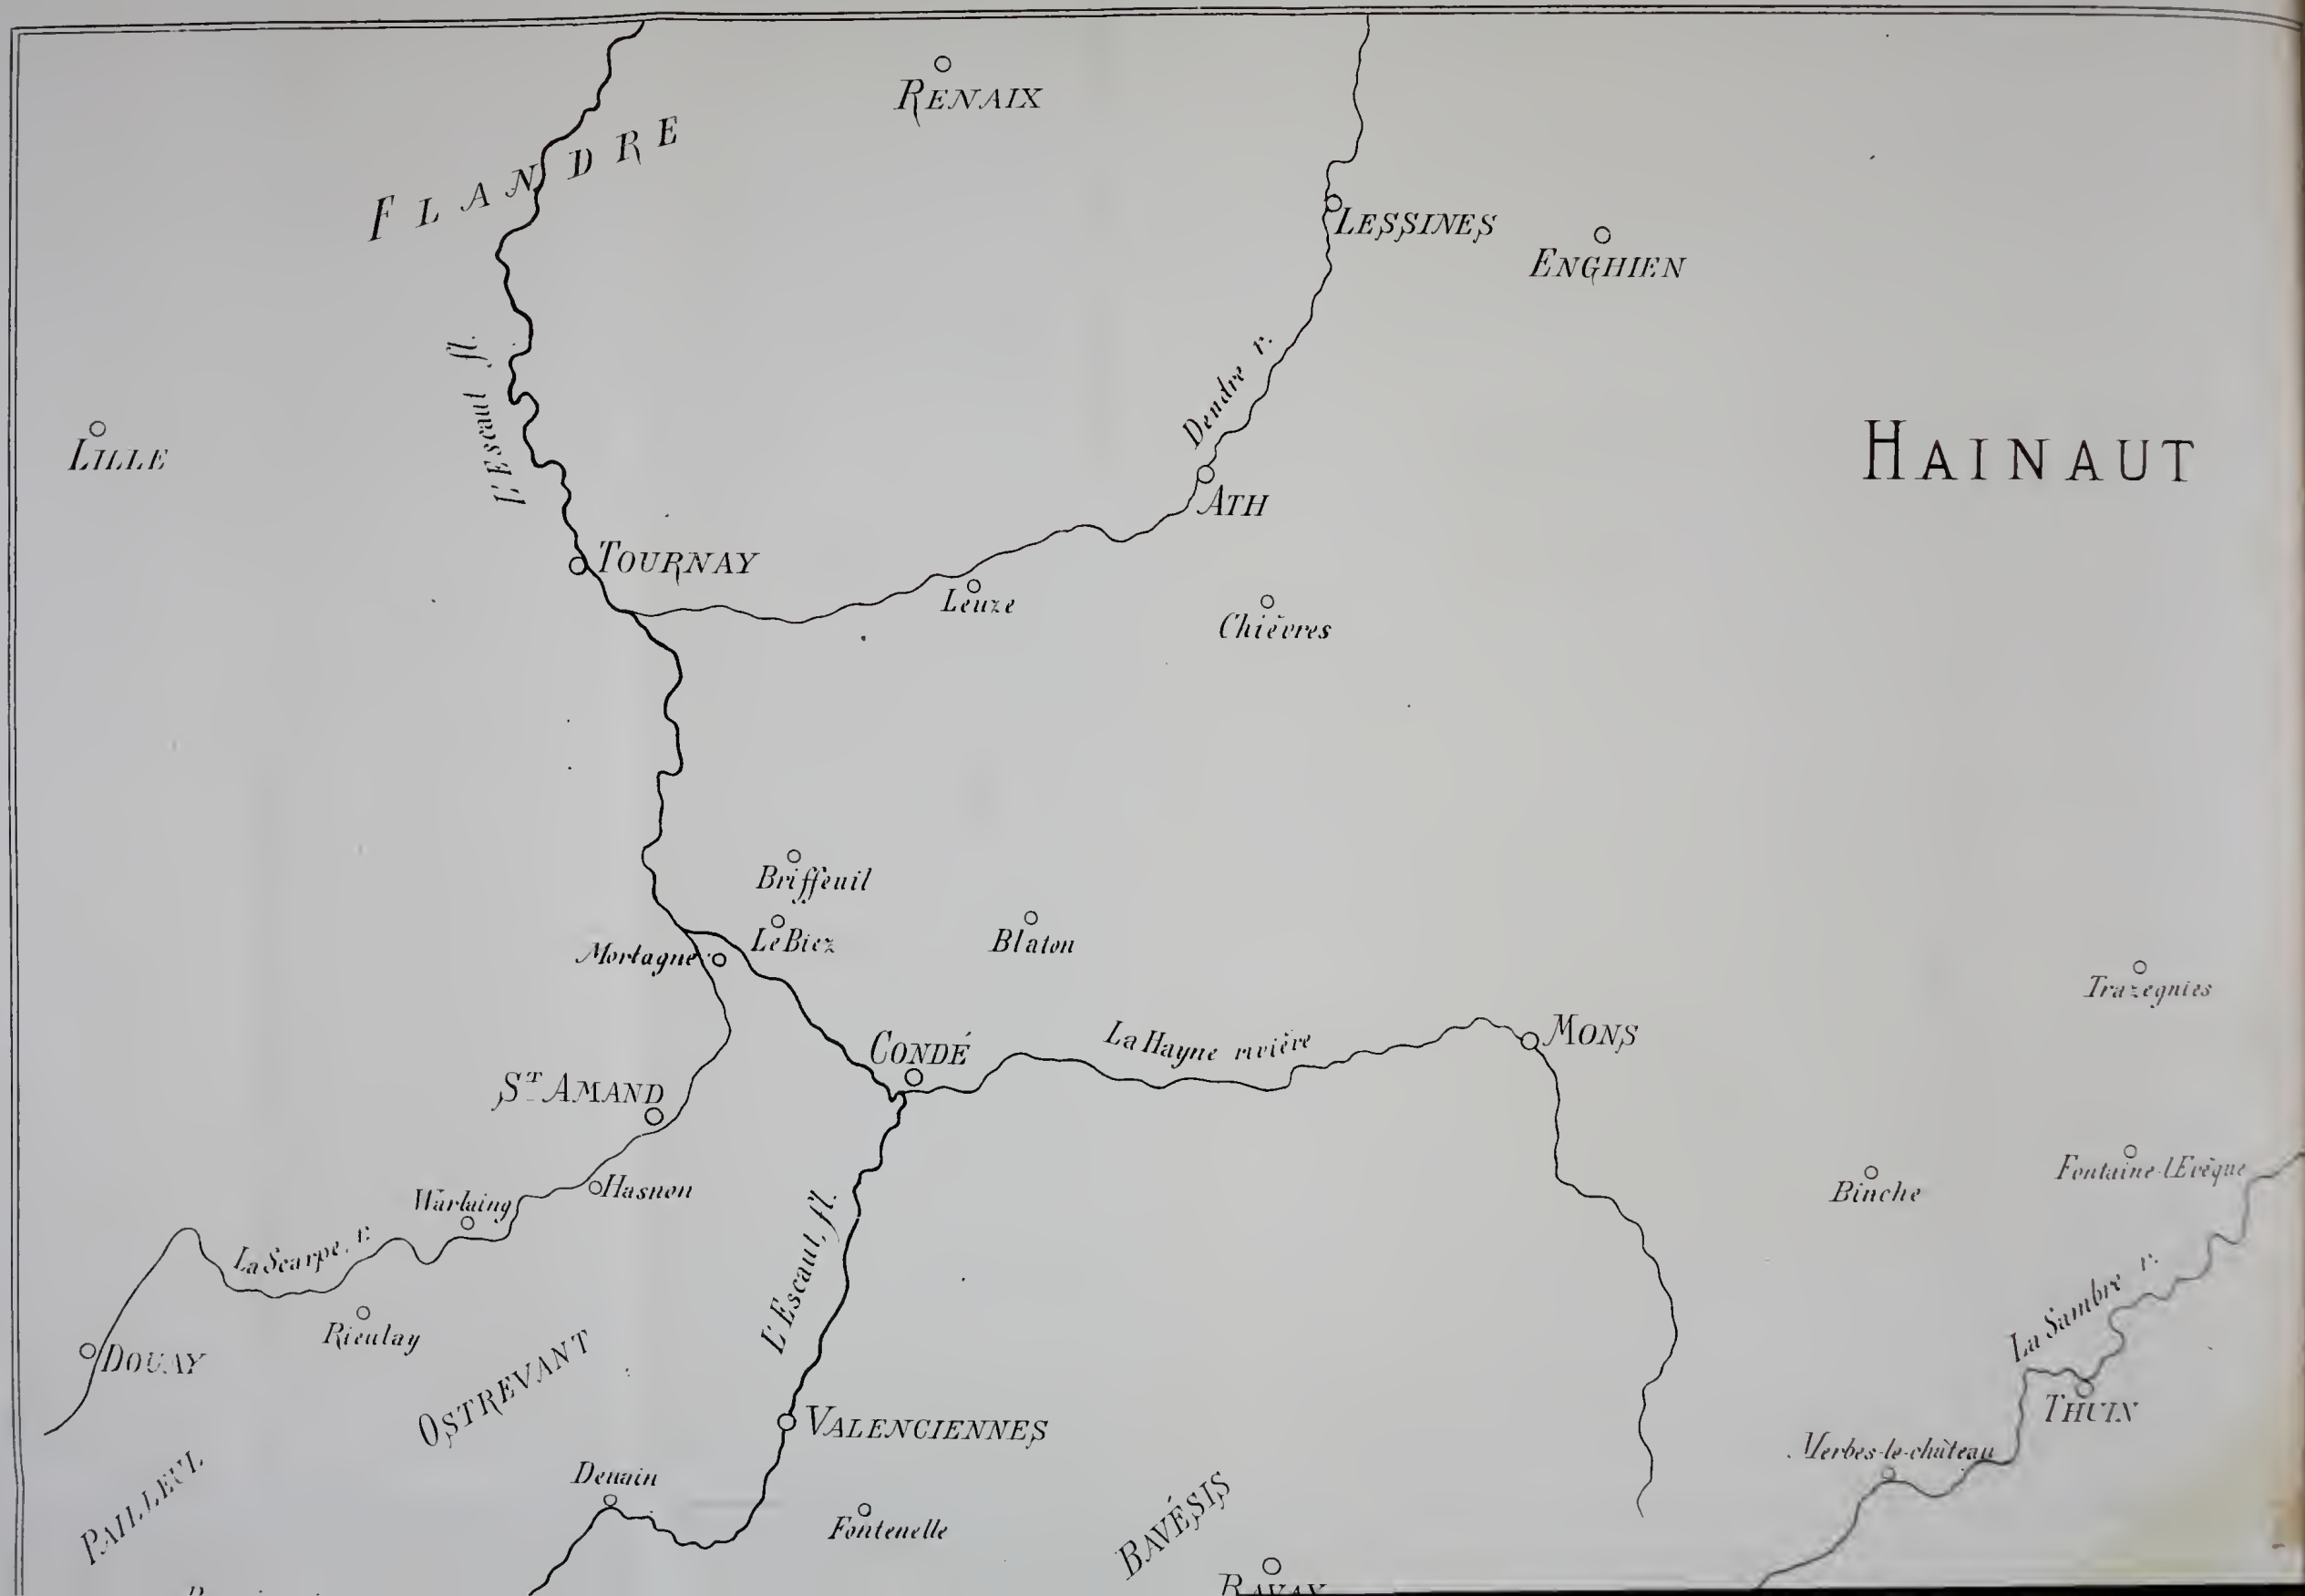 RENAIX
FLANDRE
LESSINES
ENGHIEN
L'Escaut fl.
Dendre r.
LILLE
HAINAUT
ATH
TOURNAY
Leuze
Chièvres
Briffeuil
Le Biez
Blaton
Mortagne
Trazegnies
CONDÉ
La Hayne rivière
MONS
ST AMAND
Hasnon
Warlaing
Fontaine-l'Evêque
Binche
La Scarpe r.
L'Escaut, fl.
La Sambre r.
Rieulay
DOUAY
OSTREVANT
THUIN
VALENCIENNES
Merbes-le-château
PAILLEUL
Denain
Fontenelle
BAVÉSIS
BAVAY